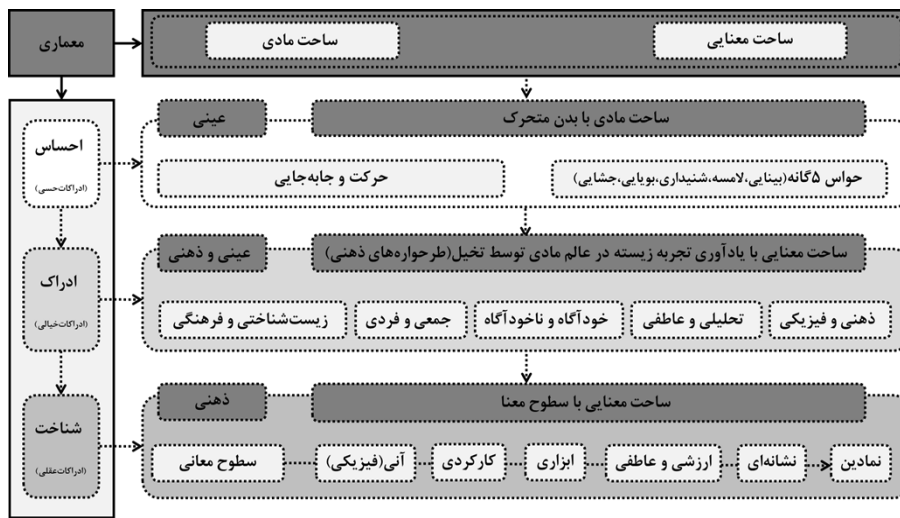 معماری
ساحت معنایی
ساحت مادی
احساس
(ادراکات‌حسی)
ساحت مادی با بدن متحرک
عینی
حواس ۵گانه(بینایی،لامسه،شنیداری،بویایی،چشایی)
حرکت و جابه‌جایی
ادراک
(ادراکات‌خیالی)
ساحت معنایی با یادآوری تجربه زیسته در عالم مادی توسط تخیل(طرحواره‌های ذهنی)
عینی و ذهنی
ذهنی و فیزیکی
تحلیلی و عاطفی
خودآگاه و ناخودآگاه
جمعی و فردی
زیست‌شناختی و فرهنگی
شناخت
(ادراکات‌عقلی)
ساحت معنایی با سطوح معنا
ذهنی
سطوح معانی
آنی(فیزیکی)
کارکردی
ابزاری
ارزشی و عاطفی
نشانه‌ای
نمادین